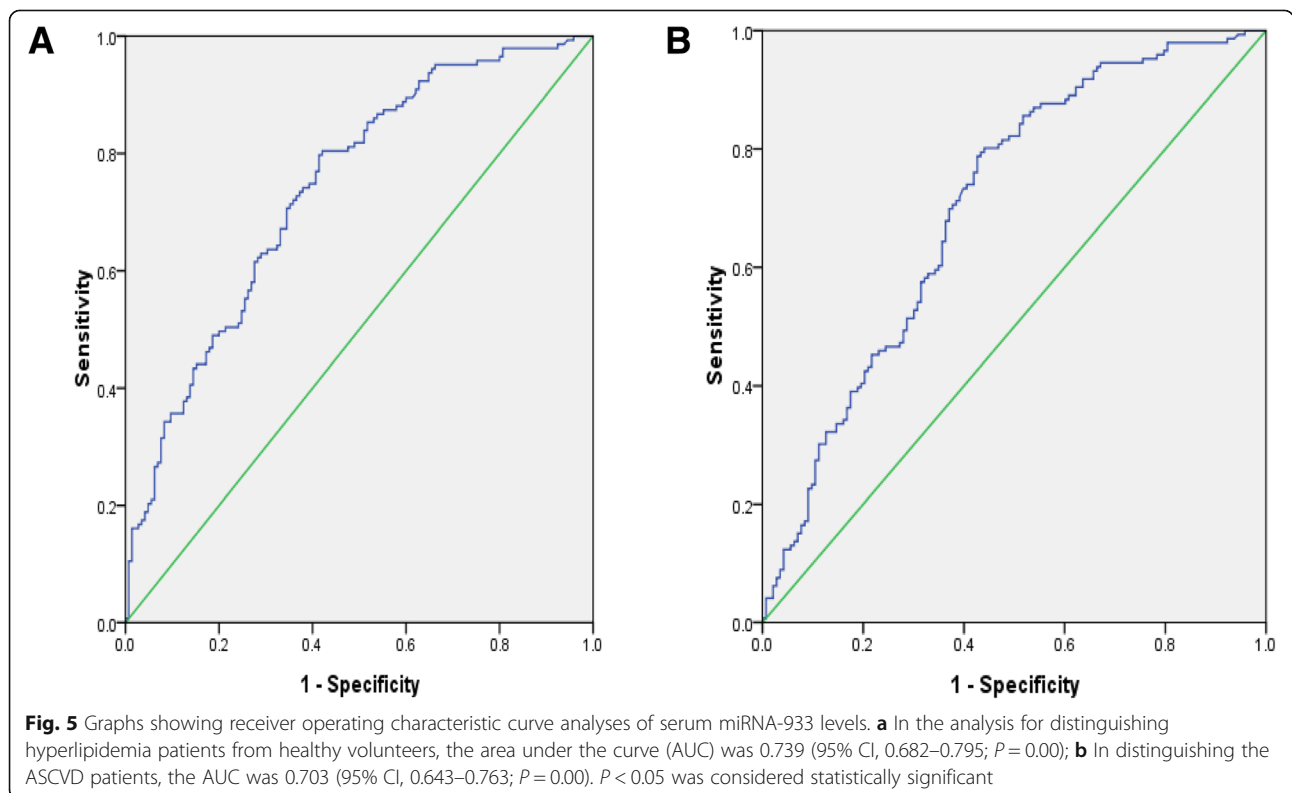 A
B
1.0
0.8
0.6
0.4
0.2
0.0
Sensitivity
0.0 0.2 0.4 0.6 0.8 1.0
1 - Specificity
1.0
0.8
0.6
0.4
0.2
0.0
Sensitivity
0.0 0.2 0.4 0.6 0.8 1.0
1 - Specificity
Fig. 5 Graphs showing receiver operating characteristic curve analyses of serum miRNA-933 levels. a In the analysis for distinguishing
hyperlipidemia patients from healthy volunteers, the area under the curve (AUC) was 0.739 (95% CI, 0.682–0.795; P = 0.00); b In distinguishing the
ASCVD patients, the AUC was 0.703 (95% CI, 0.643–0.763; P = 0.00). P < 0.05 was considered statistically significant